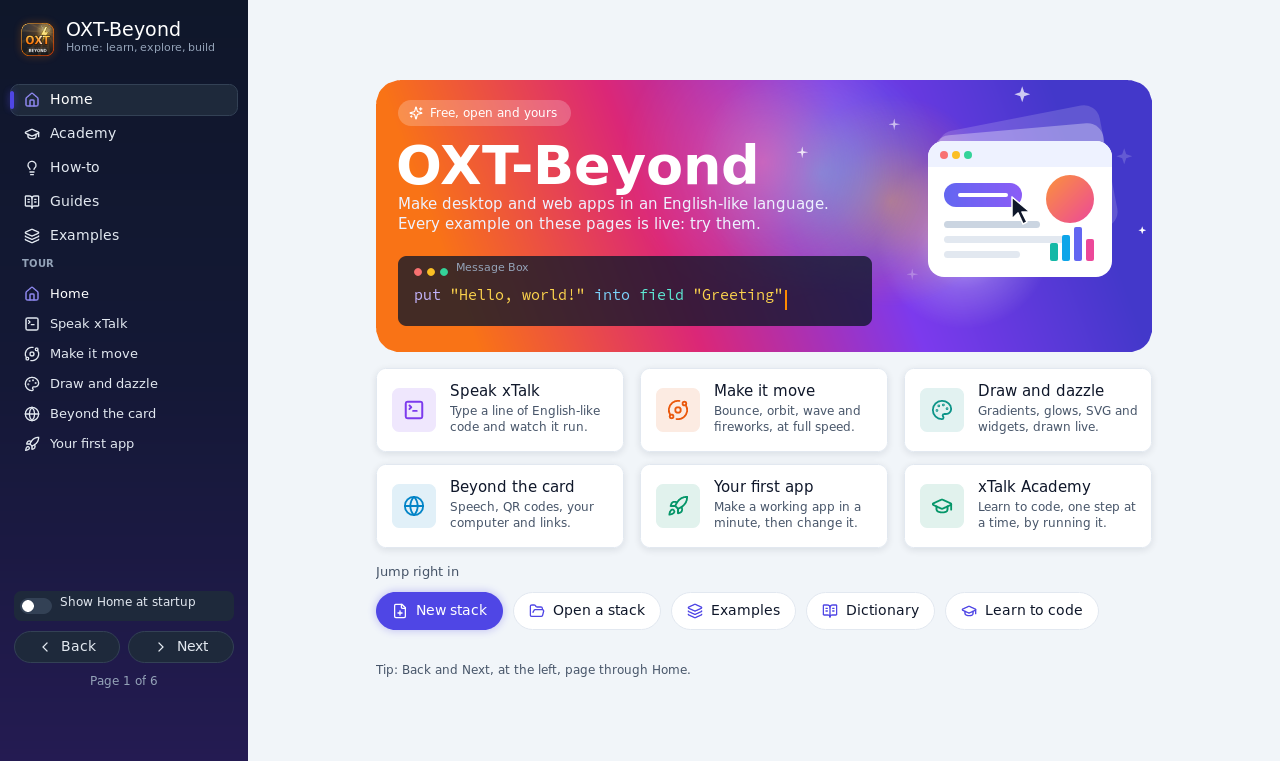 OXT-Beyond
Home: learn, explore, build
OXT
BEYOND
Home
Academy
How-to
Guides
Examples
TOUR
Home
Speak xTalk
Make it move
Draw and dazzle
Beyond the card
Your first app
Show Home at startup
Back
Next
Page 1 of 6
Free, open and yours
OXT-Beyond
Make desktop and web apps in an English-like language.
Every example on these pages is live: try them.
Message Box
put "Hello, world!" into field "Greeting"
Speak xTalk
Type a line of English-like
code and watch it run.
Make it move
Bounce, orbit, wave and
fireworks, at full speed.
Draw and dazzle
Gradients, glows, SVG and
widgets, drawn live.
Beyond the card
Speech, QR codes, your
computer and links.
Your first app
Make a working app in a
minute, then change it.
xTalk Academy
Learn to code, one step at
a time, by running it.
Jump right in
New stack
Open a stack
Examples
Dictionary
Learn to code
Tip: Back and Next, at the left, page through Home.